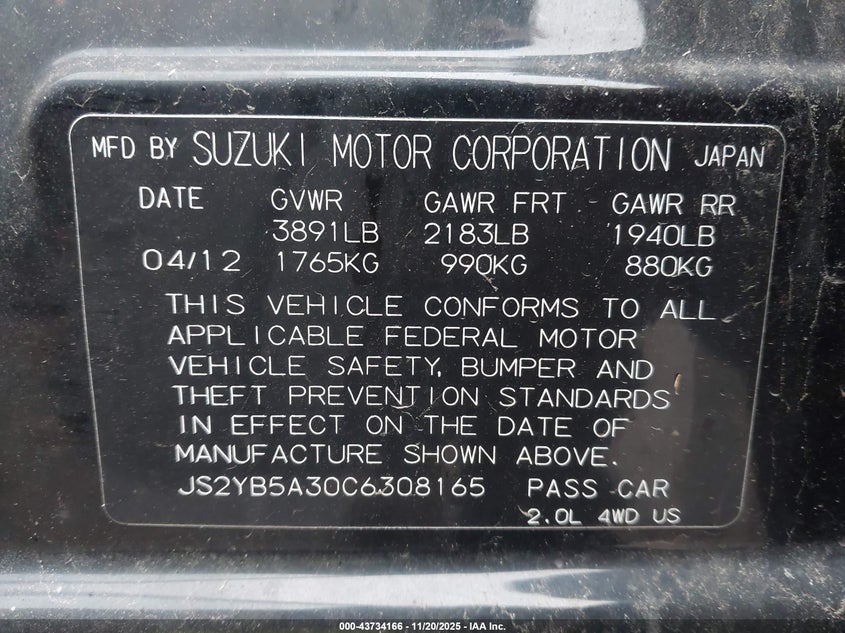 MFD BY SUZUKI MOTOR CORPORATION JAPAN
DATE GVWR GAWR FRT GAWR RR
3891LB 2183LB 1940LB
04/12 1765KG 990KG 880KG
THIS VEHICLE CONFORMS TO ALL
APPLICABLE FEDERAL MOTOR
VEHICLE SAFETY, BUMPER AND
THEFT PREVENTION STANDARDS
IN EFFECT ON THE DATE OF
MANUFACTURE SHOWN ABOVE.
JS2YB5A30C6308165 PASS CAR
2.0L 4WD US
000-43734166 - 11/20/2025 - IAA Inc.